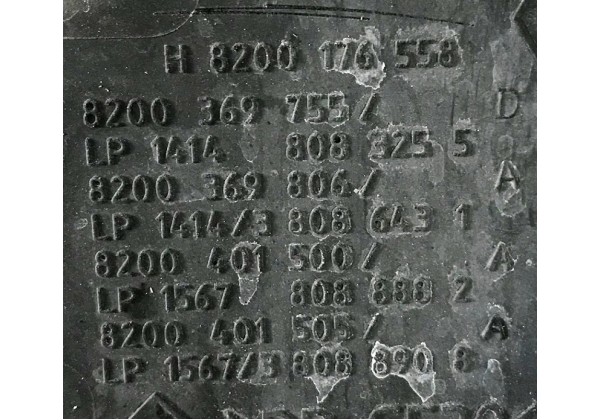 H 8200 176 558
8200 369 755/ D
LP 1414 808 325 5
8200 369 806/ A
LP 1414/3 808 643 1
8200 401 500/ A
LP 1567 808 888 2
8200 401 505/ A
LP 1567/3 808 890 8